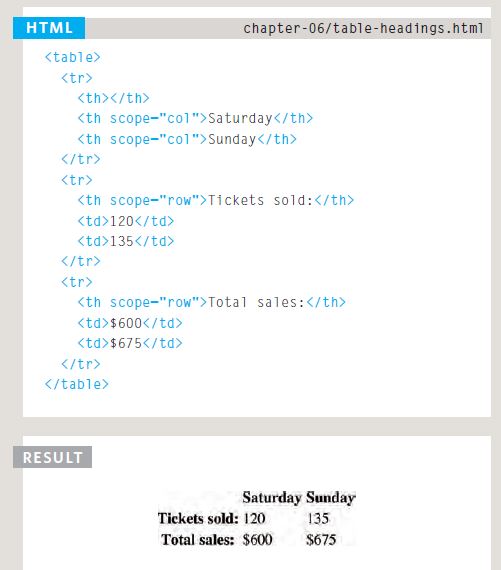 HTML chapter-06/table-headings.html
<table>
<tr>
<th></th>
<th scope="col">Saturday</th>
<th scope="col">Sunday</th>
</tr>
<tr>
<th scope="row">Tickets sold:</th>
<td>120</td>
<td>135</td>
</tr>
<tr>
<th scope="row">Total sales:</th>
<td>$600</td>
<td>$675</td>
</tr>
</table>
RESULT
Saturday Sunday
Tickets sold: 120 135
Total sales: $600 $675